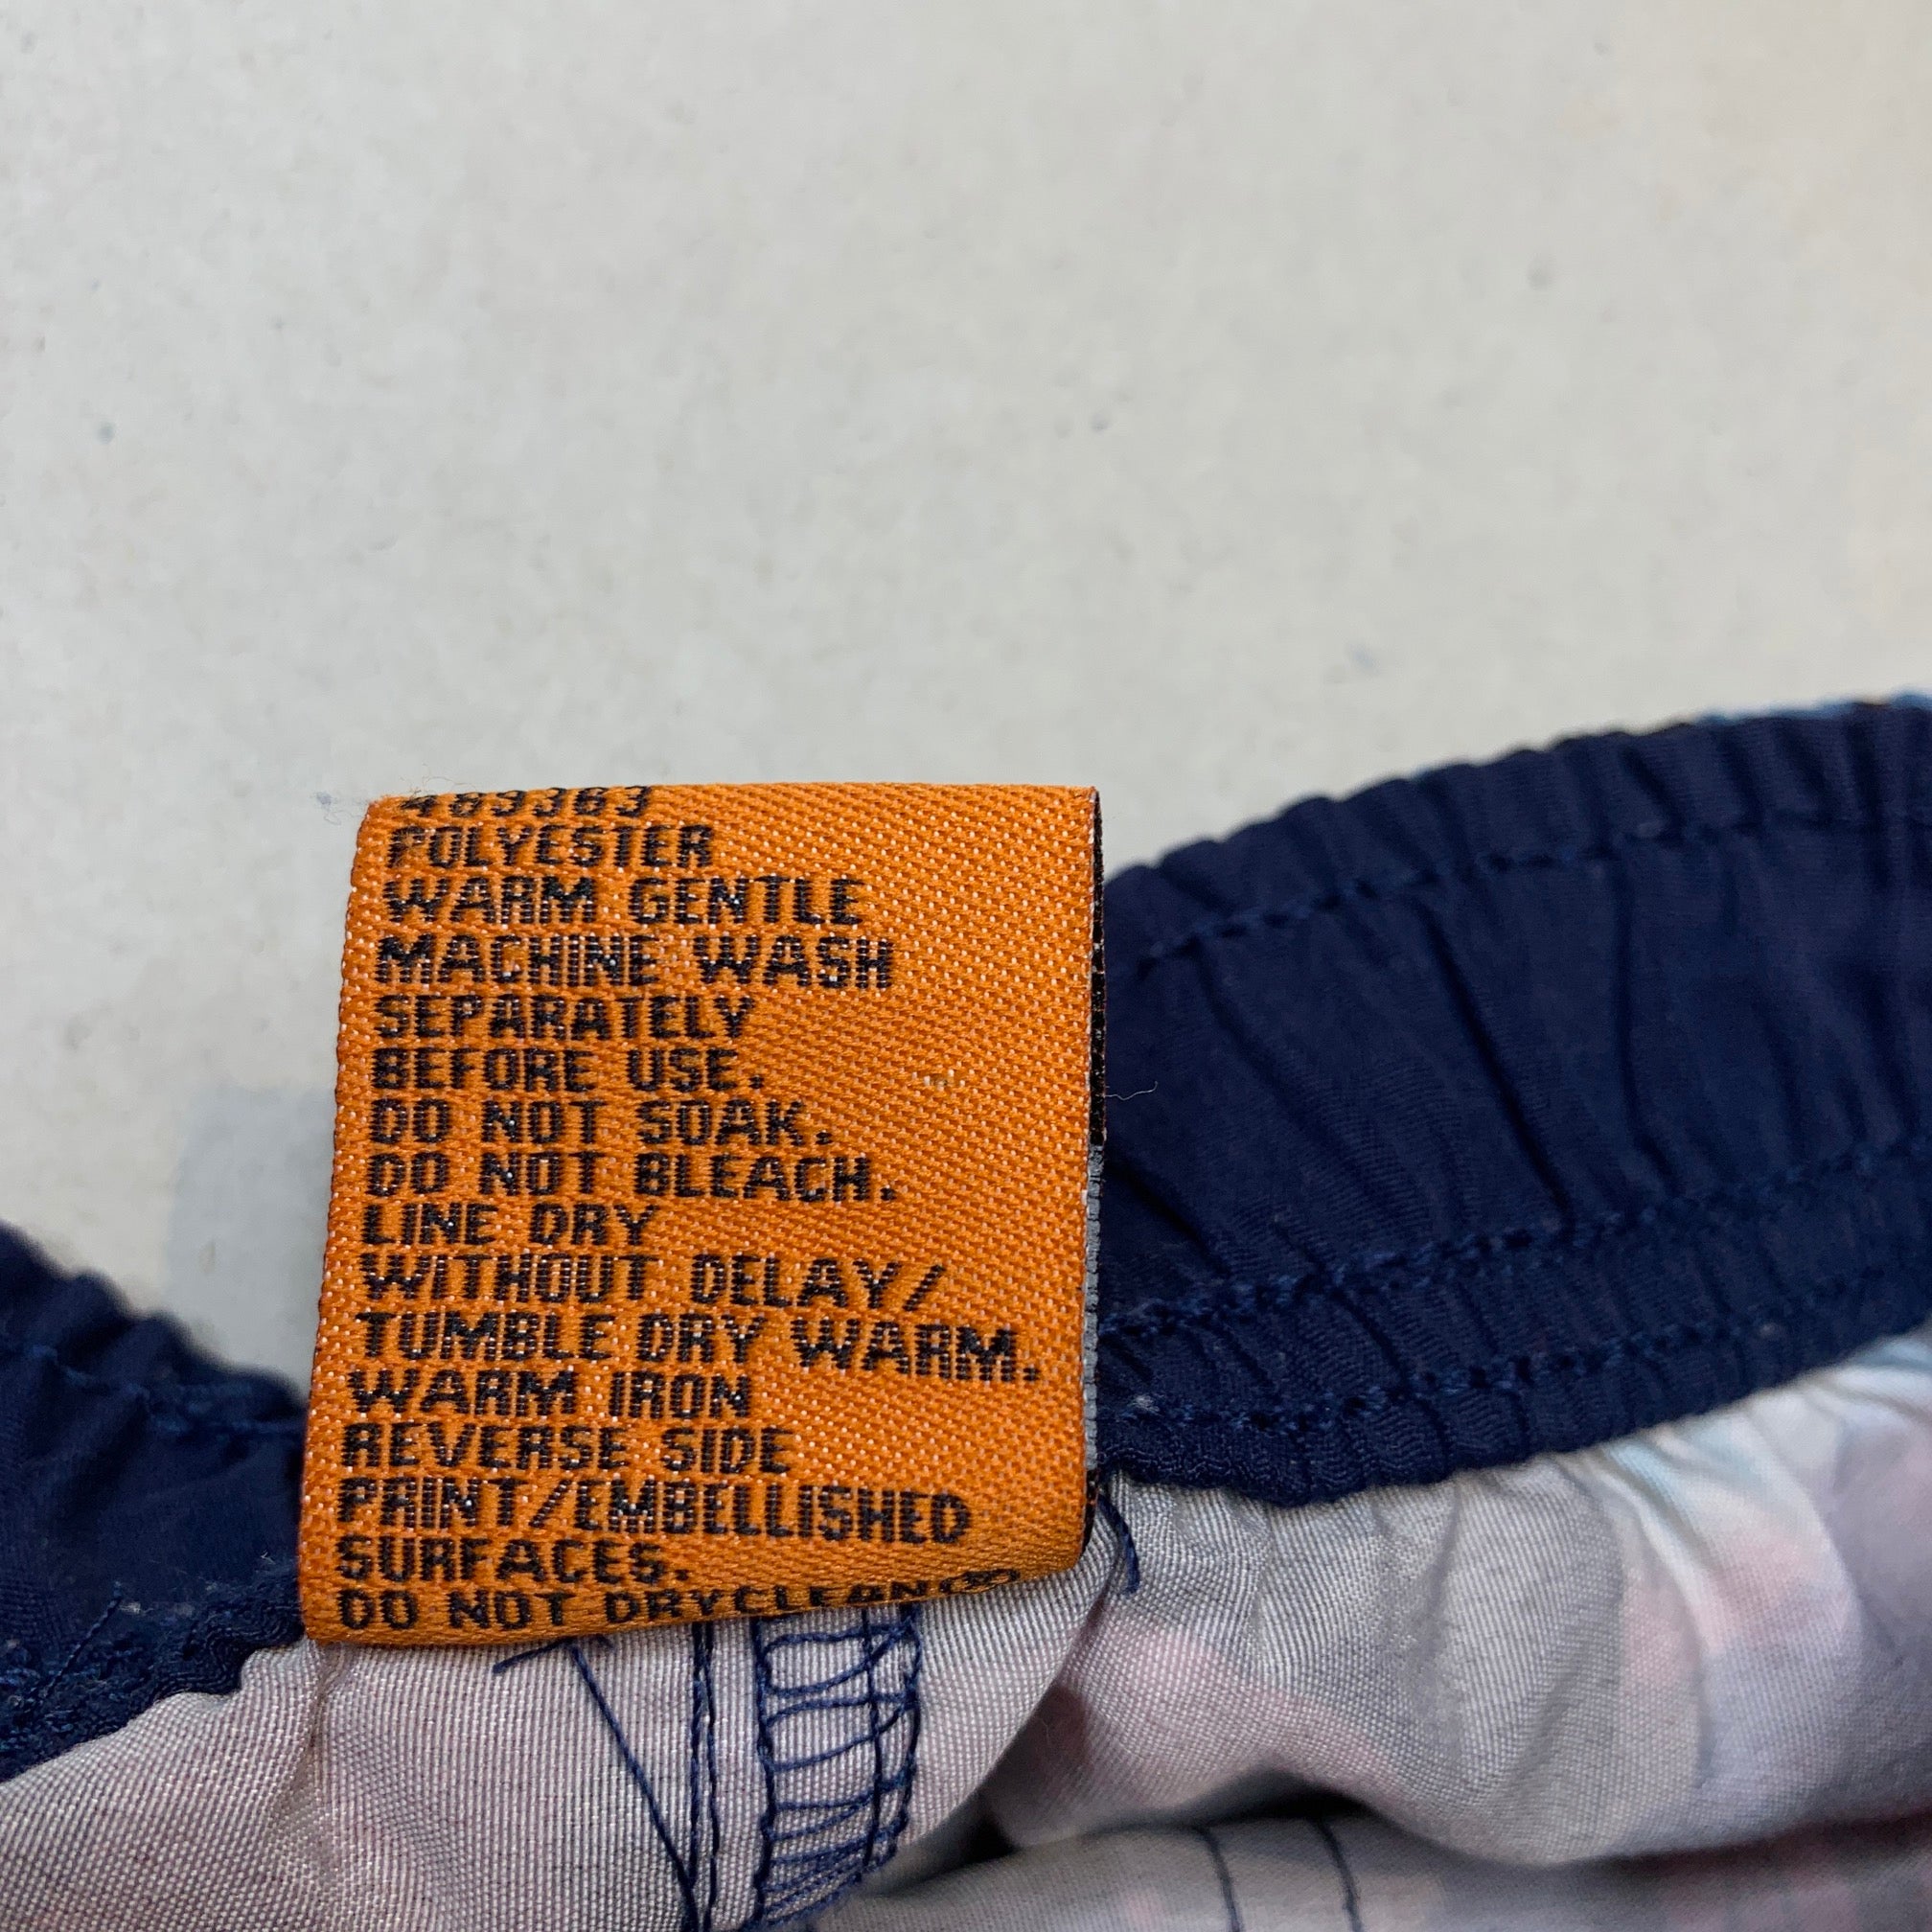 489363
POLYESTER
WARM GENTLE
MACHINE WASH
SEPARATELY
BEFORE USE.
DO NOT SOAK.
DO NOT BLEACH.
LINE DRY
WITHOUT DELAY/
TUMBLE DRY WARM.
WARM IRON
REVERSE SIDE
PRINT/EMBELLISHED
SURFACES.
DO NOT DRYCLEAN